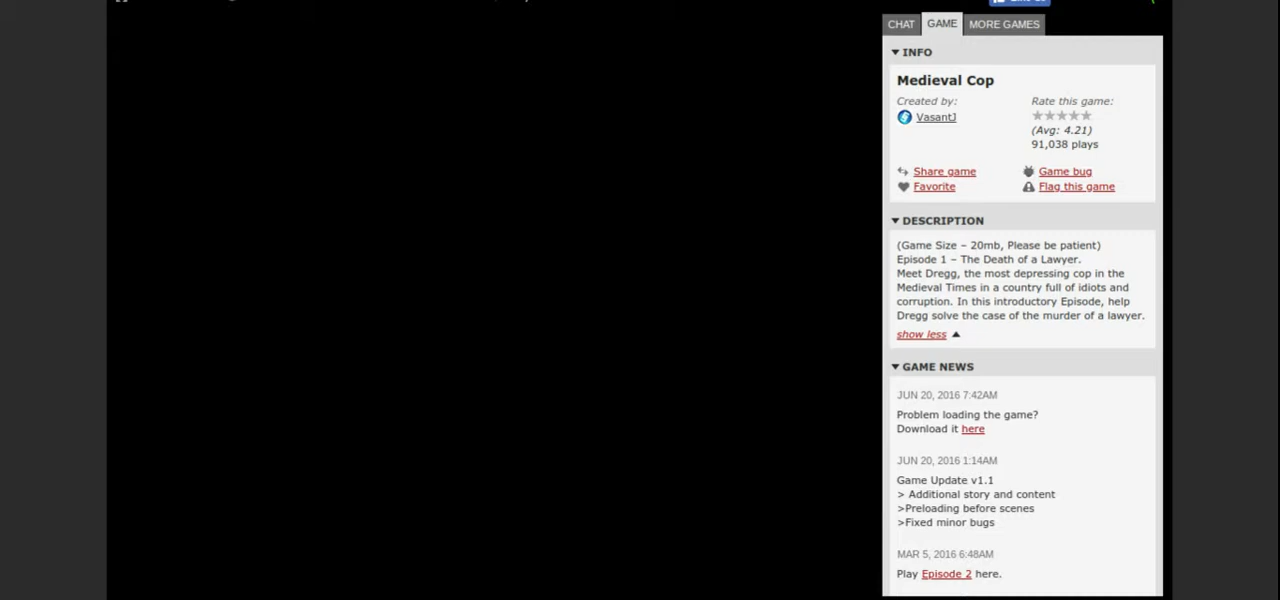 CHAT GAME MORE GAMES
INFO
Medieval Cop
Created by:
VasantJ
Rate this game:
(Avg: 4.21)
91,038 plays
Share game
Favorite
Game bug
Flag this game
DESCRIPTION
(Game Size – 20mb, Please be patient)
Episode 1 – The Death of a Lawyer.
Meet Dregg, the most depressing cop in the
Medieval Times in a country full of idiots and
corruption. In this introductory Episode, help
Dregg solve the case of the murder of a lawyer.
show less
GAME NEWS
JUN 20, 2016 7:42AM
Problem loading the game?
Download it here
JUN 20, 2016 1:14AM
Game Update v1.1
> Additional story and content
>Preloading before scenes
>Fixed minor bugs
MAR 5, 2016 6:48AM
Play Episode 2 here.